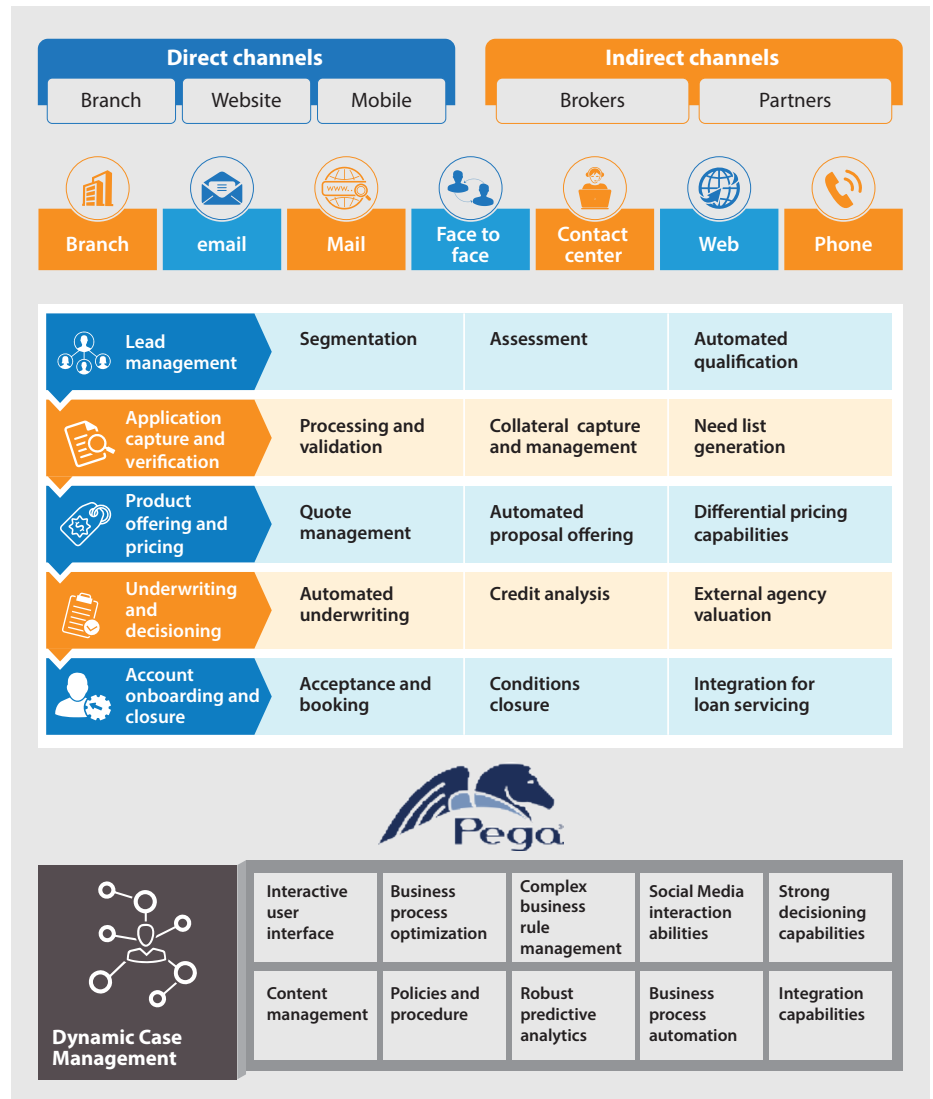 Direct channels
Indirect channels
Branch
Website
Mobile
Brokers
Partners
www..
Branch
email
Mail
Face to
face
Contact
center
Web
Phone
Lead
management
Segmentation
Assessment
Automated
qualification
Application
capture and
verification
Processing and
validation
Collateral capture
and management
Need list
generation
Product
offering and
pricing
Quote
management
Automated
proposal offering
Differential pricing
capabilities
Underwriting
and
decisioning
Automated
underwriting
Credit analysis
External agency
valuation
Account
onboarding and
closure
Acceptance and
booking
Conditions
closure
Integration for
loan servicing
Pega
Dynamic Case
Management
Interactive
user
interface
Business
process
optimization
Complex
business
rule
management
Social Media
interaction
abilities
Strong
decisioning
capabilities
Content
management
Policies and
procedure
Robust
predictive
analytics
Business
process
automation
Integration
capabilities